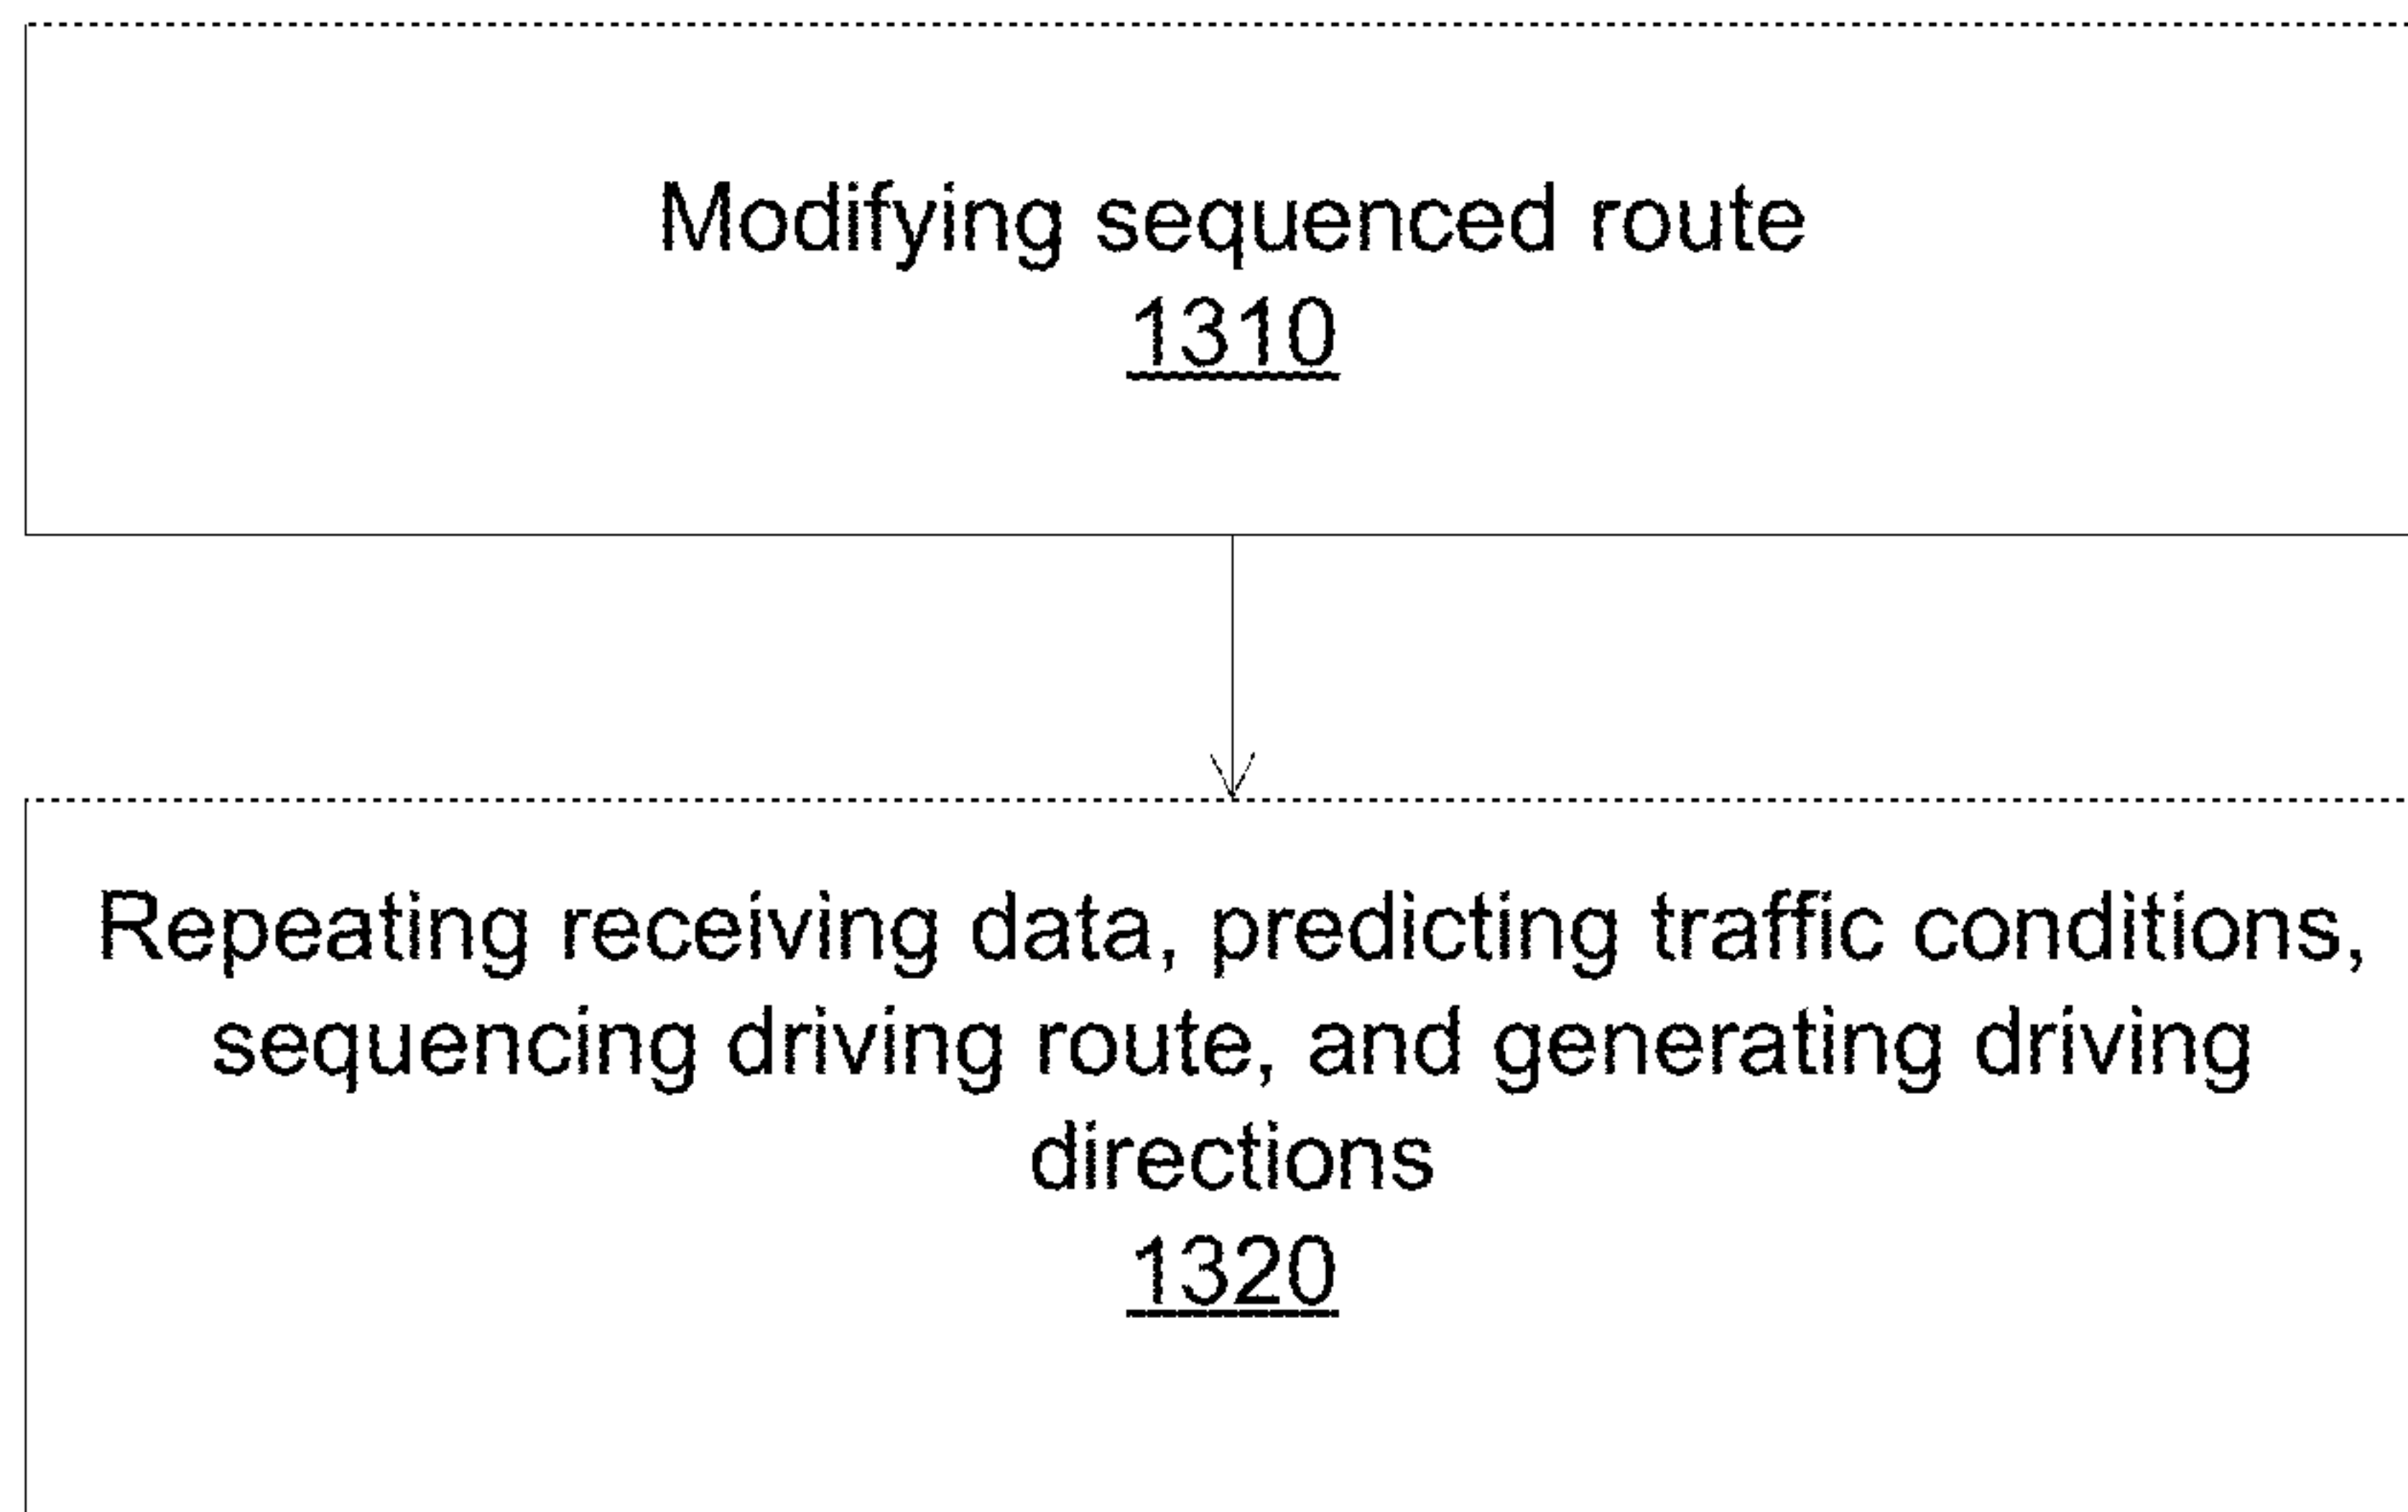 Modifying sequenced route
1310
Repeating receiving data, predicting traffic conditions,
sequencing driving route, and generating driving
directions
1320